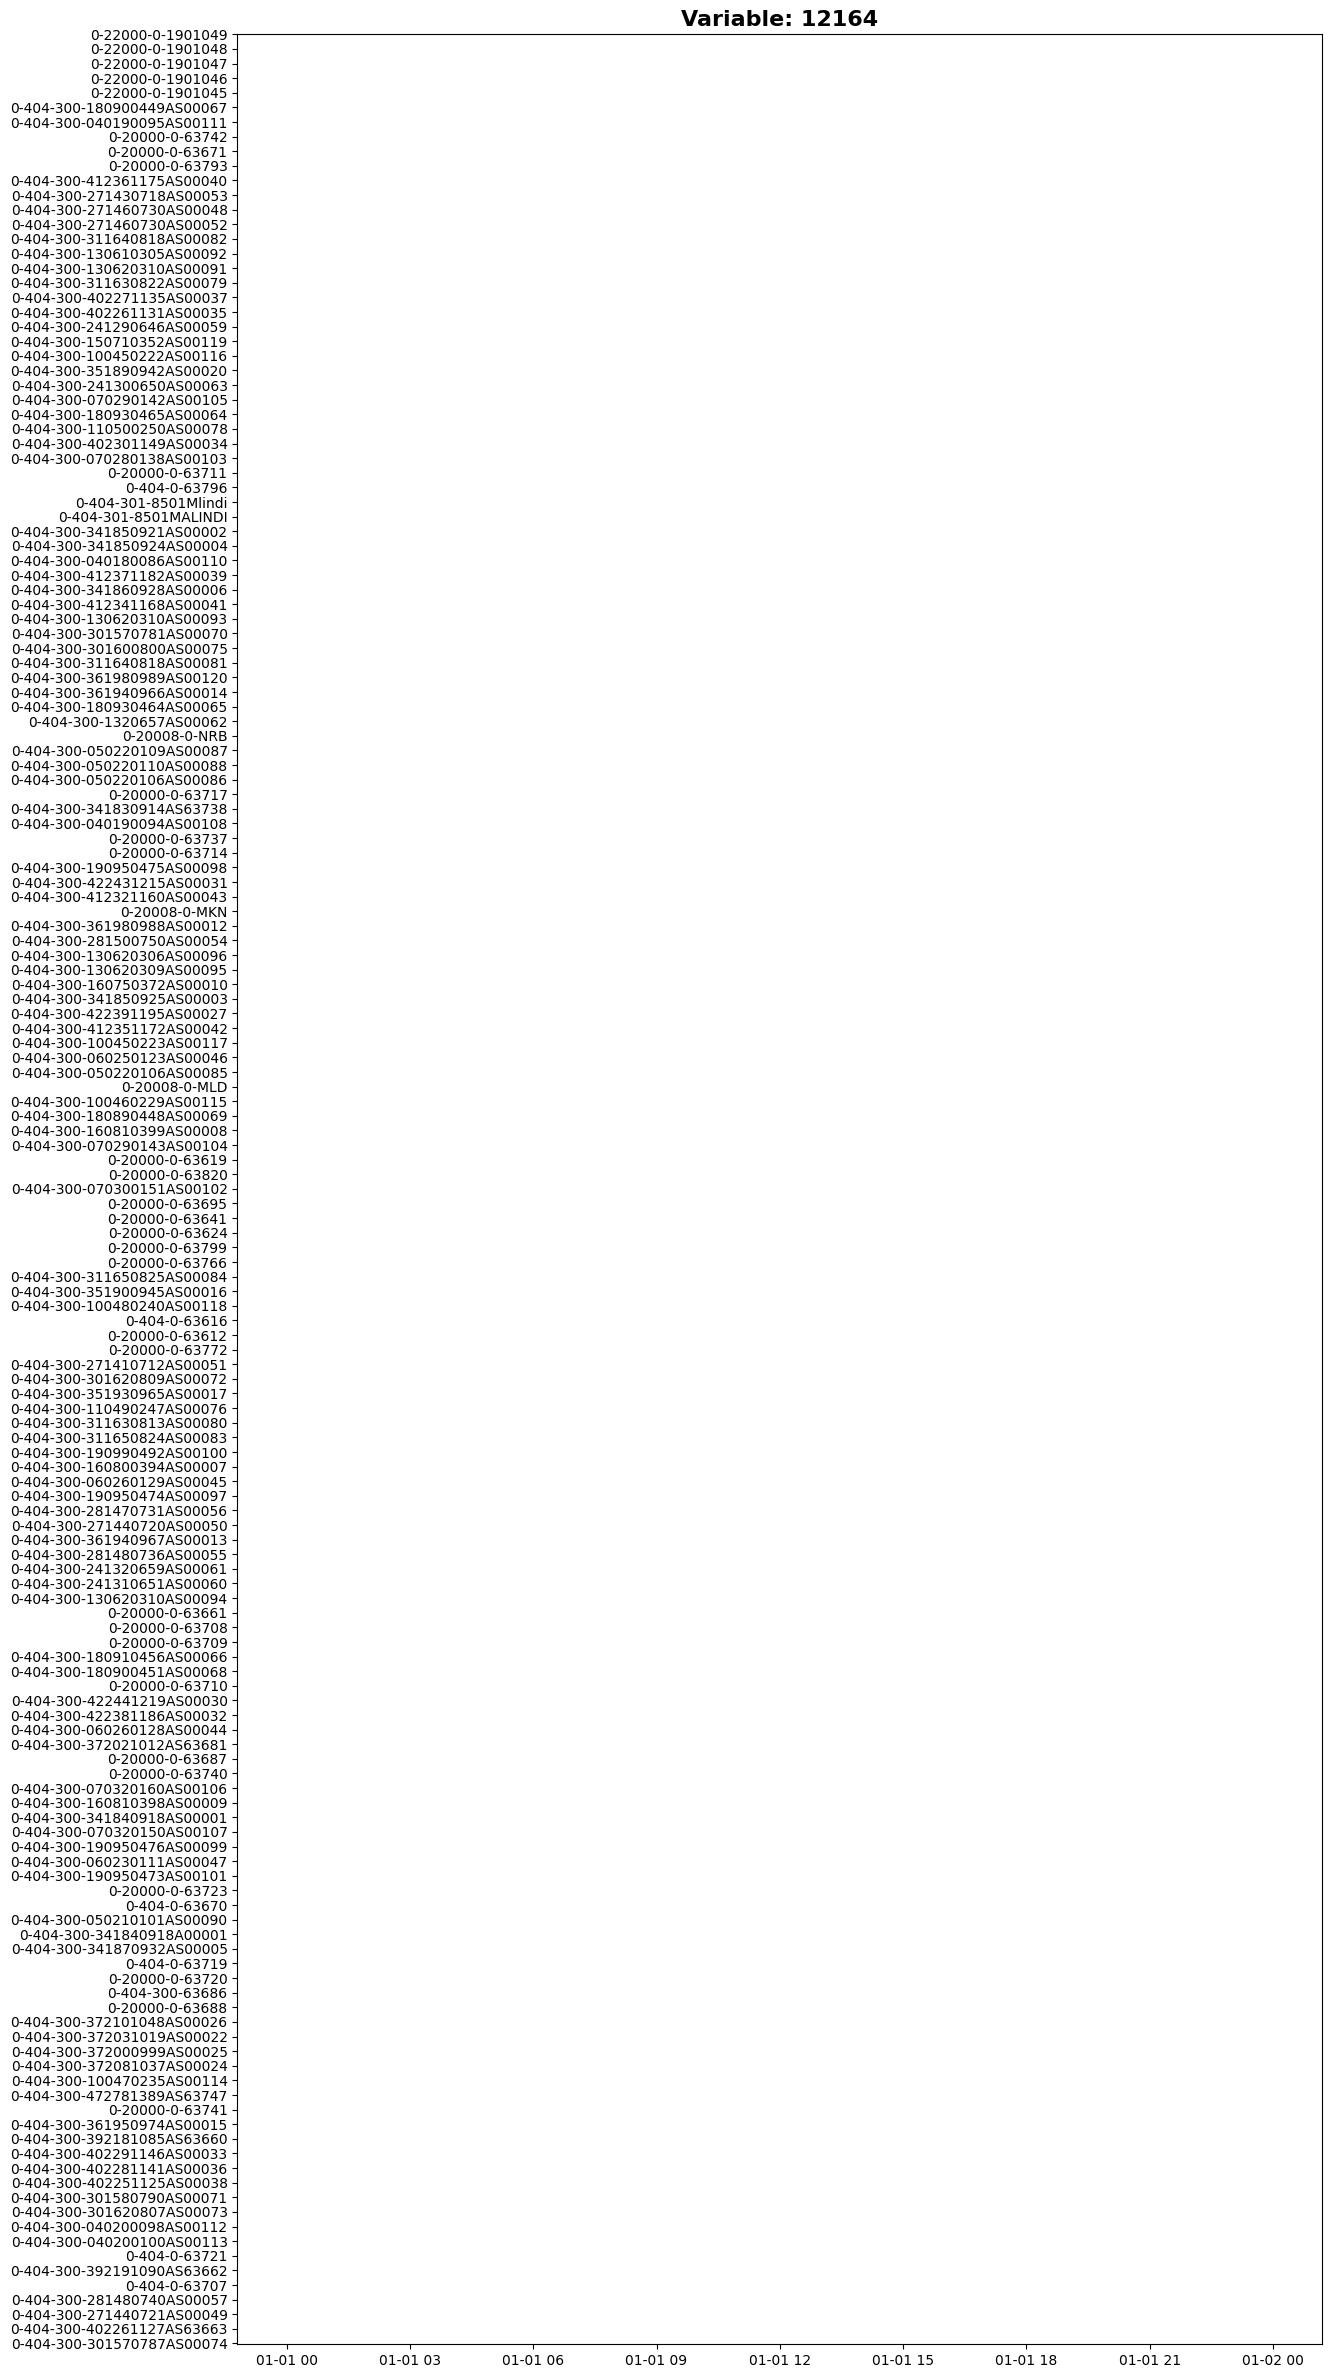 Variable: 12164
0-22000-0-1901049
0-22000-0-1901048
0-22000-0-1901047
0-22000-0-1901046
0-22000-0-1901045
0-404-300-180900449AS00067
0-404-300-040190095AS00111
0-20000-0-63742
0-20000-0-63671
0-20000-0-63793
0-404-300-412361175AS00040
0-404-300-271430718AS00053
0-404-300-271460730AS00048
0-404-300-271460730AS00052
0-404-300-311640818AS00082
0-404-300-130610305AS00092
0-404-300-130620310AS00091
0-404-300-311630822AS00079
0-404-300-402271135AS00037
0-404-300-402261131AS00035
0-404-300-241290646AS00059
0-404-300-150710352AS00119
0-404-300-100450222AS00116
0-404-300-351890942AS00020
0-404-300-241300650AS00063
0-404-300-070290142AS00105
0-404-300-180930465AS00064
0-404-300-110500250AS00078
0-404-300-402301149AS00034
0-404-300-070280138AS00103
0-20000-0-63711
0-404-0-63796
0-404-301-8501Mlindi
0-404-301-8501MALINDI
0-404-300-341850921AS00002
0-404-300-341850924AS00004
0-404-300-040180086AS00110
0-404-300-412371182AS00039
0-404-300-341860928AS00006
0-404-300-412341168AS00041
0-404-300-130620310AS00093
0-404-300-301570781AS00070
0-404-300-301600800AS00075
0-404-300-311640818AS00081
0-404-300-361980989AS00120
0-404-300-361940966AS00014
0-404-300-180930464AS00065
0-404-300-1320657AS00062
0-20008-0-NRB
0-404-300-050220109AS00087
0-404-300-050220110AS00088
0-404-300-050220106AS00086
0-20000-0-63717
0-404-300-341830914AS63738
0-404-300-040190094AS00108
0-20000-0-63737
0-20000-0-63714
0-404-300-190950475AS00098
0-404-300-422431215AS00031
0-404-300-412321160AS00043
0-20008-0-MKN
0-404-300-361980988AS00012
0-404-300-281500750AS00054
0-404-300-130620306AS00096
0-404-300-130620309AS00095
0-404-300-160750372AS00010
0-404-300-341850925AS00003
0-404-300-422391195AS00027
0-404-300-412351172AS00042
0-404-300-100450223AS00117
0-404-300-060250123AS00046
0-404-300-050220106AS00085
0-20008-0-MLD
0-404-300-100460229AS00115
0-404-300-180890448AS00069
0-404-300-160810399AS00008
0-404-300-070290143AS00104
0-20000-0-63619
0-20000-0-63820
0-404-300-070300151AS00102
0-20000-0-63695
0-20000-0-63641
0-20000-0-63624
0-20000-0-63799
0-20000-0-63766
0-404-300-311650825AS00084
0-404-300-351900945AS00016
0-404-300-100480240AS00118
0-404-0-63616
0-20000-0-63612
0-20000-0-63772
0-404-300-271410712AS00051
0-404-300-301620809AS00072
0-404-300-351930965AS00017
0-404-300-110490247AS00076
0-404-300-311630813AS00080
0-404-300-311650824AS00083
0-404-300-190990492AS00100
0-404-300-160800394AS00007
0-404-300-060260129AS00045
0-404-300-190950474AS00097
0-404-300-281470731AS00056
0-404-300-271440720AS00050
0-404-300-361940967AS00013
0-404-300-281480736AS00055
0-404-300-241320659AS00061
0-404-300-241310651AS00060
0-404-300-130620310AS00094
0-20000-0-63661
0-20000-0-63708
0-20000-0-63709
0-404-300-180910456AS00066
0-404-300-180900451AS00068
0-20000-0-63710
0-404-300-422441219AS00030
0-404-300-422381186AS00032
0-404-300-060260128AS00044
0-404-300-372021012AS63681
0-20000-0-63687
0-20000-0-63740
0-404-300-070320160AS00106
0-404-300-160810398AS00009
0-404-300-341840918AS00001
0-404-300-070320150AS00107
0-404-300-190950476AS00099
0-404-300-060230111AS00047
0-404-300-190950473AS00101
0-20000-0-63723
0-404-0-63670
0-404-300-050210101AS00090
0-404-300-341840918A00001
0-404-300-341870932AS00005
0-404-0-63719
0-20000-0-63720
0-404-300-63686
0-20000-0-63688
0-404-300-372101048AS00026
0-404-300-372031019AS00022
0-404-300-372000999AS00025
0-404-300-372081037AS00024
0-404-300-100470235AS00114
0-404-300-472781389AS63747
0-20000-0-63741
0-404-300-361950974AS00015
0-404-300-392181085AS63660
0-404-300-402291146AS00033
0-404-300-402281141AS00036
0-404-300-402251125AS00038
0-404-300-301580790AS00071
0-404-300-301620807AS00073
0-404-300-040200098AS00112
0-404-300-040200100AS00113
0-404-0-63721
0-404-300-392191090AS63662
0-404-0-63707
0-404-300-281480740AS00057
0-404-300-271440721AS00049
0-404-300-402261127AS63663
0-404-300-301570787AS00074
01-01 00 01-01 03 01-01 06 01-01 09 01-01 12 01-01 15 01-01 18 01-01 21 01-02 00